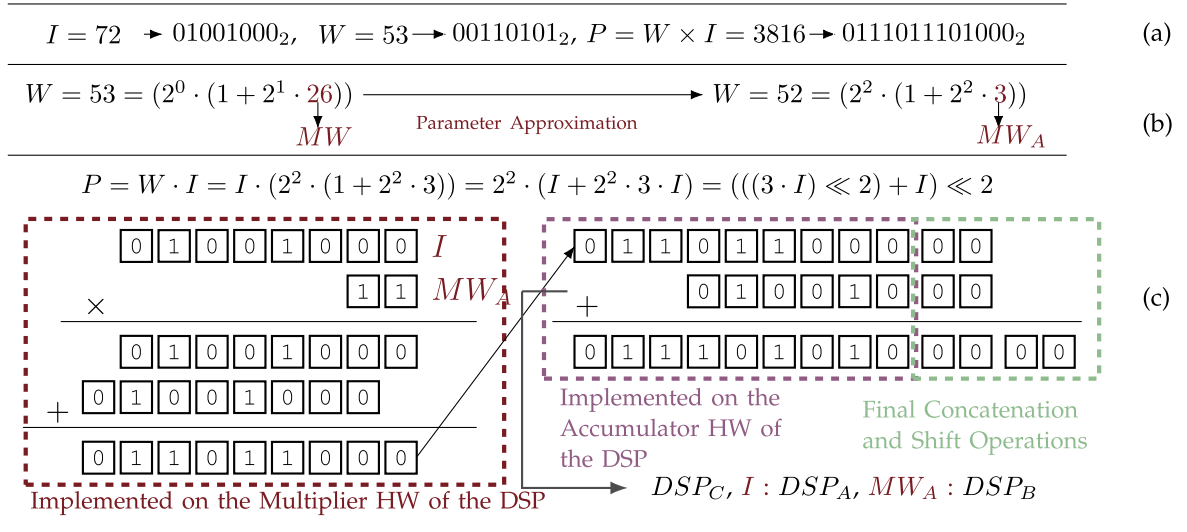 I = 72 → 01001000₂, W = 53 → 00110101₂, P = W × I = 3816 → 0111011101000₂ (a)
W = 53 = (2⁰ · (1 + 2¹ · 26)) → W = 52 = (2² · (1 + 2² · 3))
MW Parameter Approximation MW_A (b)
P = W · I = I · (2² · (1 + 2² · 3)) = 2² · (I + 2² · 3 · I) = (((3 · I) ≪ 2) + I) ≪ 2
0 1 0 0 1 0 0 0 I
1 1 MW_A
×
0 1 0 0 1 0 0 0
0 1 0 0 1 0 0 0
+
0 1 1 0 1 1 0 0 0
Implemented on the Multiplier HW of the DSP
0 1 1 0 1 1 0 0 0 0 0
0 1 0 0 1 0 0 0
+
0 1 1 1 0 1 0 1 0 0 0 0 0
(c)
Implemented on the
Accumulator HW of
the DSP
Final Concatenation
and Shift Operations
DSP_C, I : DSP_A, MW_A : DSP_B